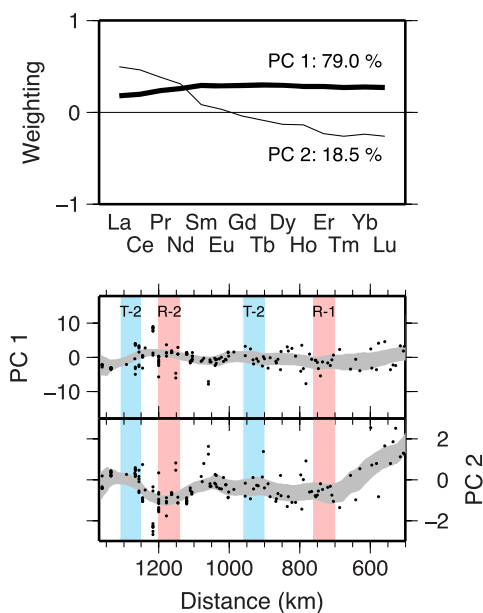 1
PC 1: 79.0 %
Weighting
0
PC 2: 18.5 %
−1
La Pr Sm Gd Dy Er Yb
Ce Nd Eu Tb Ho Tm Lu
T-2 R-2 T-2 R-1
10
PC 1
0
−10
2
PC 2
0
−2
1200 1000 800 600
Distance (km)